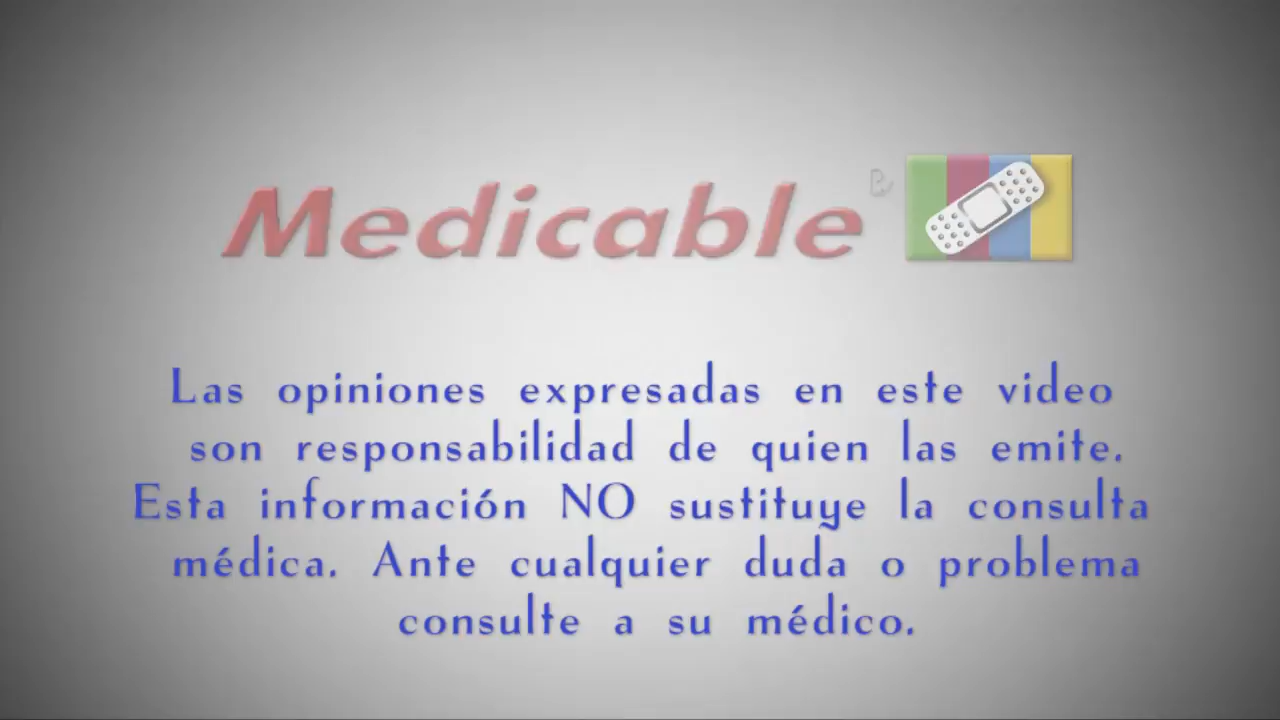 Medicable
Las opiniones expresadas en este video
son responsabilidad de quien las emite.
Esta información NO sustituye la consulta
médica. Ante cualquier duda o problema
consulte a su médico.